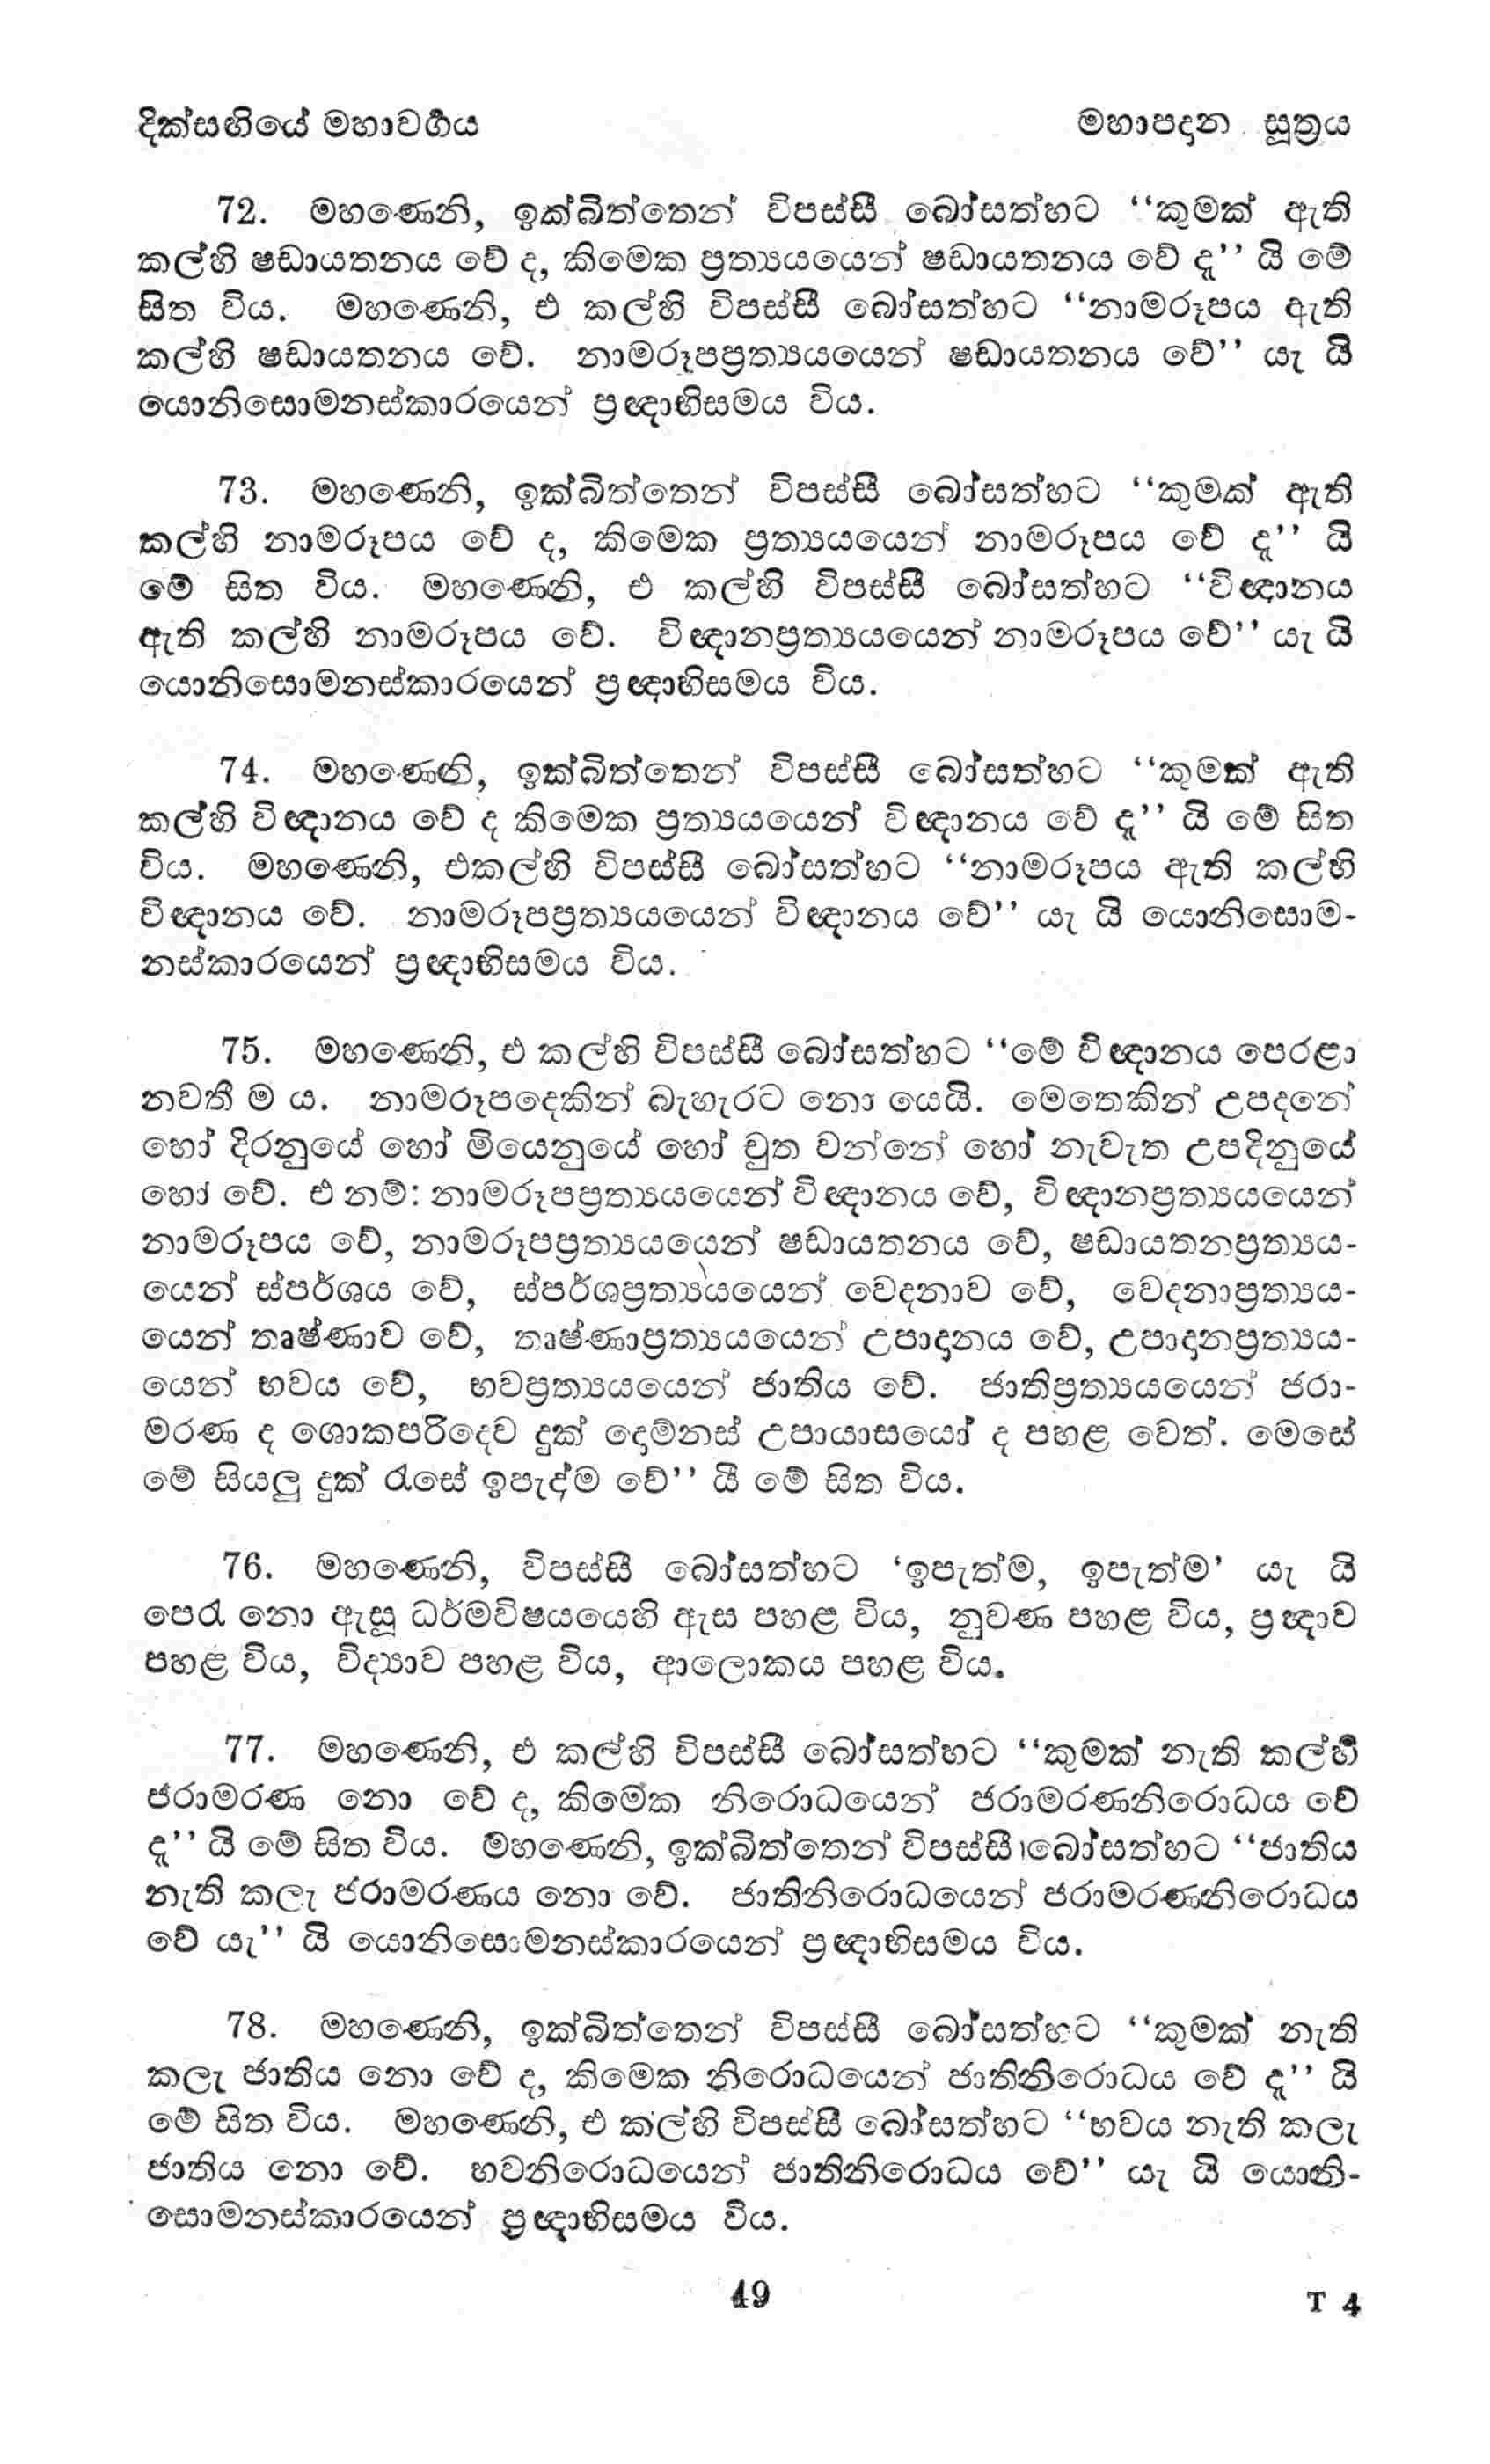 දික්සඟියේ මහාවර්‍ගය
මහාපදාන සූත්‍රය
72. මහණෙනි, ඉක්බිත්තෙන් විපස්සී බෝසත්හට “කුමක් ඇති
කල්හි ෂඩායතනය වේ ද, කිමෙක ප්‍රත්‍යයයෙන් ෂඩායතනය වේ දැ” යි මේ
සිත විය. මහණෙනි, එ කල්හි විපස්සී බෝසත්හට “නාමරූපය ඇති
කල්හි ෂඩායතනය වේ. නාමරූපප්‍රත්‍යයයෙන් ෂඩායතනය වේ” යැ යි
යොනිසොමනස්කාරයෙන් ප්‍රඥාභිසමය විය.
73. මහණෙනි, ඉක්බිත්තෙන් විපස්සී බෝසත්හට “කුමක් ඇති
කල්හි නාමරූපය වේ ද, කිමෙක ප්‍රත්‍යයයෙන් නාමරූපය වේ දැ” යි
මේ සිත විය. මහණෙනි, එ කල්හි විපස්සී බෝසත්හට “විඥානය
ඇති කල්හි නාමරූපය වේ. විඥානප්‍රත්‍යයයෙන් නාමරූපය වේ” යැ යි
යොනිසොමනස්කාරයෙන් ප්‍රඥාභිසමය විය.
74. මහණෙනි, ඉක්බිත්තෙන් විපස්සී බෝසත්හට “කුමක් ඇති
කල්හි විඥානය වේ ද කිමෙක ප්‍රත්‍යයයෙන් විඥානය වේ දැ” යි මේ සිත
විය. මහණෙනි, එකල්හි විපස්සී බෝසත්හට “නාමරූපය ඇති කල්හි
විඥානය වේ. නාමරූපප්‍රත්‍යයයෙන් විඥානය වේ” යැ යි යොනිසොම-
නස්කාරයෙන් ප්‍රඥාභිසමය විය.
75. මහණෙනි, එ කල්හි විපස්සී බෝසත්හට “මේ විඥානය පෙරළා
නවතී ම ය. නාමරූපදෙකින් බැහැරට නො යෙයි. මෙතෙකින් උපදනේ
හෝ දිරනුයේ හෝ මියෙනුයේ හෝ චුත වන්නේ හෝ නැවැත උපදිනුයේ
හෝ වේ. එ නම්: නාමරූපප්‍රත්‍යයයෙන් විඥානය වේ, විඥානප්‍රත්‍යයයෙන්
නාමරූපය වේ, නාමරූපප්‍රත්‍යයයෙන් ෂඩායතනය වේ, ෂඩායතනප්‍රත්‍යය-
යෙන් ස්පර්ශය වේ, ස්පර්ශප්‍රත්‍යයයෙන් වෙදනාව වේ, වෙදනාප්‍රත්‍යය-
යෙන් තෘෂ්ණාව වේ, තෘෂ්ණාප්‍රත්‍යයයෙන් උපාදානය වේ, උපාදානප්‍රත්‍යය-
යෙන් භවය වේ, භවප්‍රත්‍යයයෙන් ජාතිය වේ. ජාතිප්‍රත්‍යයයෙන් ජරා-
මරණ ද ශොකපරිදෙව දුක් දොම්නස් උපායාසයෝ ද පහළ වෙත්. මෙසේ
මේ සියලු දුක් රැසේ ඉපැද්ම වේ” යි මේ සිත විය.
76. මහණෙනි, විපස්සී බෝසත්හට ‘ඉපැත්ම, ඉපැත්ම’ යැ යි
පෙරැ නො ඇසූ ධර්මවිෂයයෙහි ඇස පහළ විය, නුවණ පහළ විය, ප්‍රඥාව
පහළ විය, විද්‍යාව පහළ විය, ආලොකය පහළ විය.
77. මහණෙනි, එ කල්හි විපස්සී බෝසත්හට “කුමක් නැති කල්හි
ජරාමරණ නො වේ ද, කිමෙක නිරොධයෙන් ජරාමරණනිරොධය වේ
දැ” යි මේ සිත විය. මහණෙනි, ඉක්බිත්තෙන් විපස්සී බෝසත්හට “ජාතිය
නැති කලැ ජරාමරණය නො වේ. ජාතිනිරොධයෙන් ජරාමරණනිරොධය
වේ යැ” යි යොනිසොමනස්කාරයෙන් ප්‍රඥාභිසමය විය.
78. මහණෙනි, ඉක්බිත්තෙන් විපස්සී බෝසත්හට “කුමක් නැති
කලැ ජාතිය නො වේ ද, කිමෙක නිරොධයෙන් ජාතිනිරොධය වේ දැ” යි
මේ සිත විය. මහණෙනි, එ කල්හි විපස්සී බෝසත්හට “භවය නැති කලැ
ජාතිය නො වේ. භවනිරොධයෙන් ජාතිනිරොධය වේ” යැ යි යොනි-
සොමනස්කාරයෙන් ප්‍රඥාභිසමය විය.
49
T 4